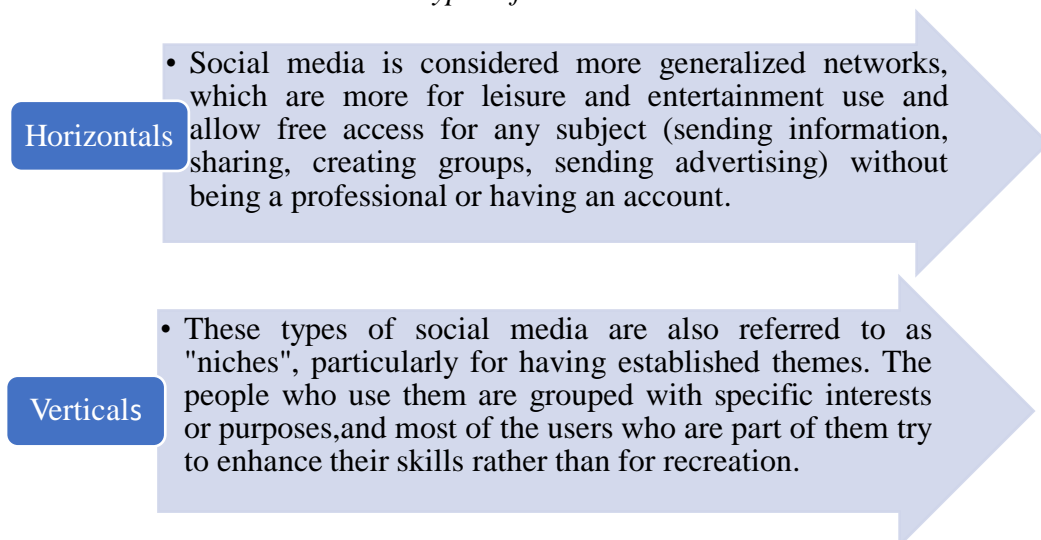 Horizontals
• Social media is considered more generalized networks,
which are more for leisure and entertainment use and
allow free access for any subject (sending information,
sharing, creating groups, sending advertising) without
being a professional or having an account.
Verticals
• These types of social media are also referred to as
"niches", particularly for having established themes. The
people who use them are grouped with specific interests
or purposes,and most of the users who are part of them try
to enhance their skills rather than for recreation.